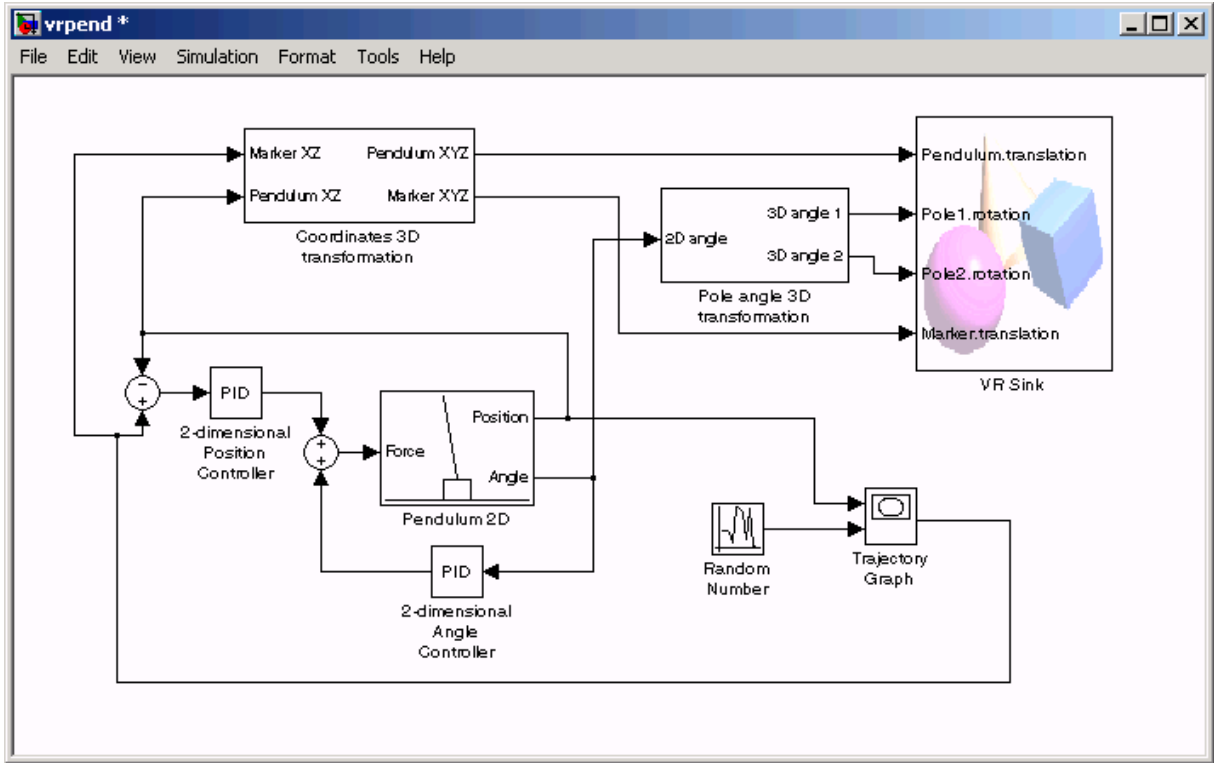 vrpend *
File Edit View Simulation Format Tools Help
Marker XZ
Pendulum XYZ
Pendulum XZ
Marker XYZ
Coordinates 3D
transformation
2D angle
3D angle 1
3D angle 2
Pole angle 3D
transformation
Pendulum.translation
Pole1.rotation
Pole2.rotation
Marker.translation
VR Sink
−
+
PID
2-dimensional
Position
Controller
+
+
Force
Position
Angle
Pendulum 2D
PID
2-dimensional
Angle
Controller
Random
Number
Trajectory
Graph